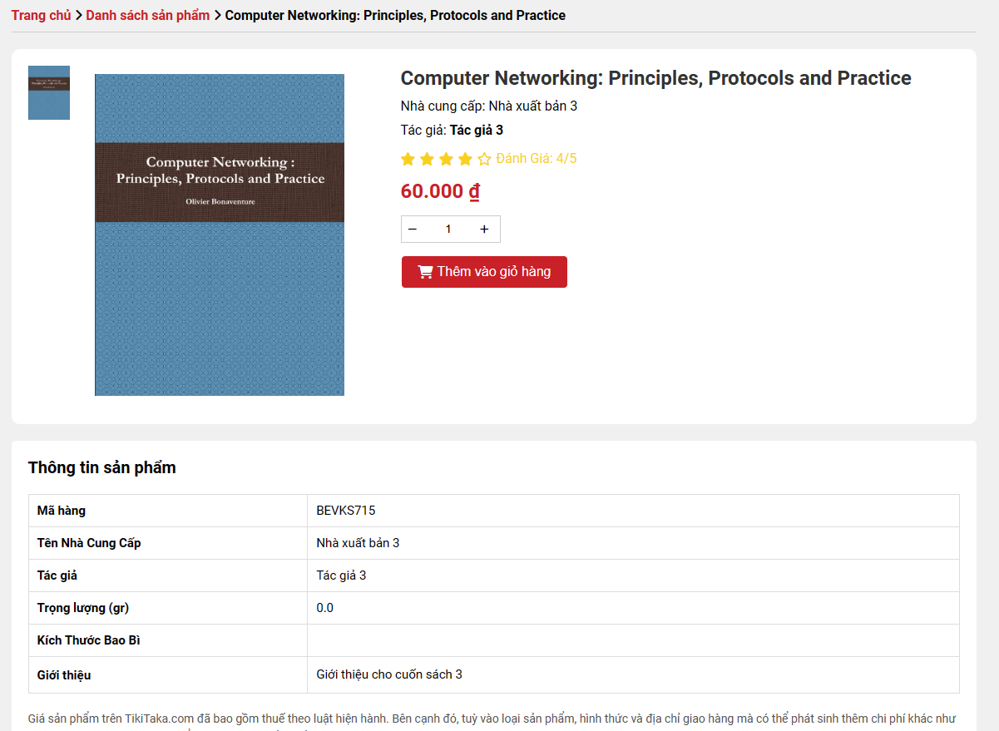 Trang chủ > Danh sách sản phẩm > Computer Networking: Principles, Protocols and Practice
Computer Networking: Principles, Protocols and Practice
Nhà cung cấp: Nhà xuất bản 3
Tác giả: Tác giả 3
Đánh Giá: 4/5
60.000 ₫
− 1 +
Thêm vào giỏ hàng
Computer Networking :
Principles, Protocols and Practice
Olivier Bonaventure
Thông tin sản phẩm
Mã hàng BEVKS715
Tên Nhà Cung Cấp Nhà xuất bản 3
Tác giả Tác giả 3
Trọng lượng (gr) 0.0
Kích Thước Bao Bì
Giới thiệu Giới thiệu cho cuốn sách 3
Giá sản phẩm trên TikiTaka.com đã bao gồm thuế theo luật hiện hành. Bên cạnh đó, tuỳ vào loại sản phẩm, hình thức và địa chỉ giao hàng mà có thể phát sinh thêm chi phí khác như